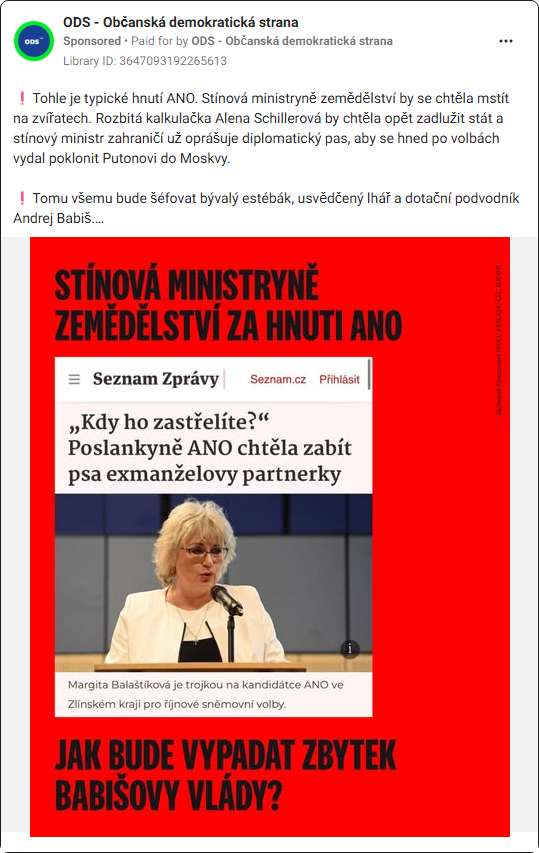 ODS - Občanská demokratická strana
Sponsored • Paid for by ODS - Občanská demokratická strana
Library ID: 3647093192265613
ODS
❗ Tohle je typické hnutí ANO. Stínová ministryně zemědělství by se chtěla mstít
na zvířatech. Rozbitá kalkulačka Alena Schillerová by chtěla opět zadlužit stát a
stínový ministr zahraničí už oprášuje diplomatický pas, aby se hned po volbách
vydal poklonit Putonovi do Moskvy.
❗ Tomu všemu bude šéfovat bývalý estébák, usvědčený lhář a dotační podvodník
Andrej Babiš....
STÍNOVÁ MINISTRYNĚ
ZEMĚDĚLSTVÍ ZA HNUTI ANO
Seznam Zprávy Seznam.cz Přihlásit
„Kdy ho zastřelíte?“
Poslankyně ANO chtěla zabít
psa exmanželovy partnerky
i
Margita Balaštíková je trojkou na kandidátce ANO ve
Zlínském kraji pro říjnové sněmovní volby.
JAK BUDE VYPADAT ZBYTEK
BABIŠOVY VLÁDY?